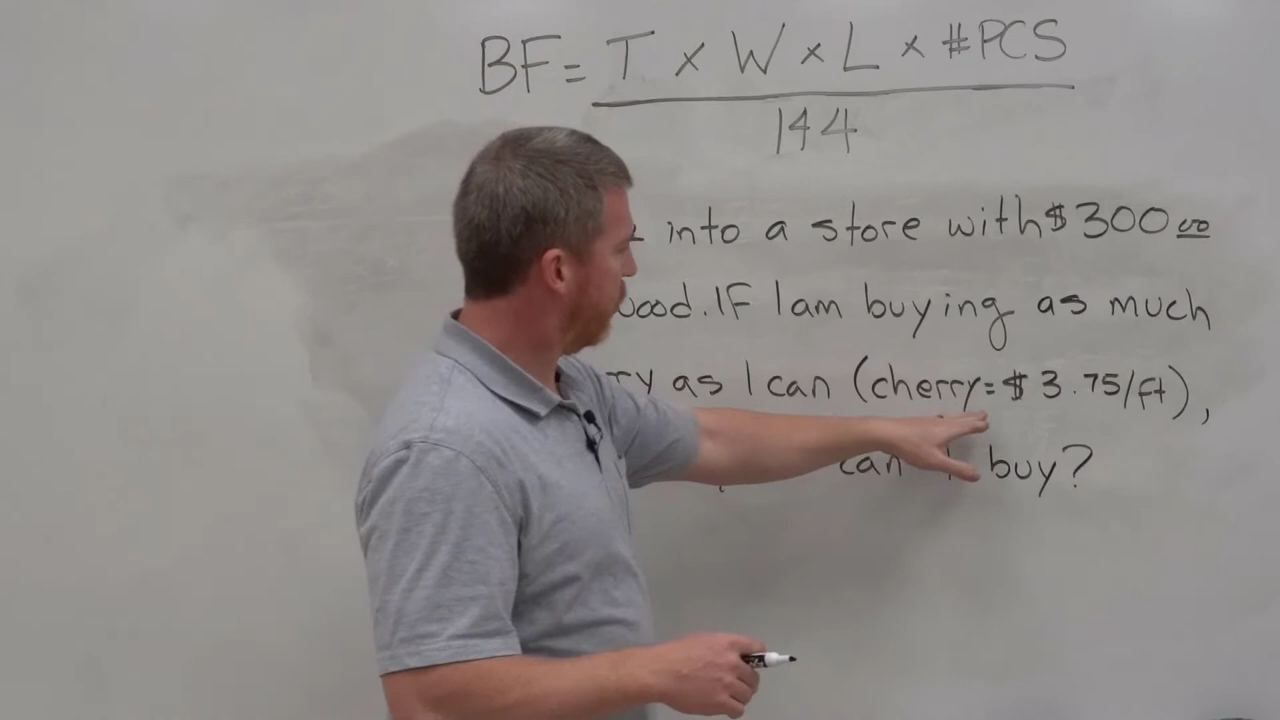 BF = T x W x L x #PCS
144
into a store with $300 00
wood. IF I am buying as much
as I can (cherry=$3.75/ft),
can I buy?